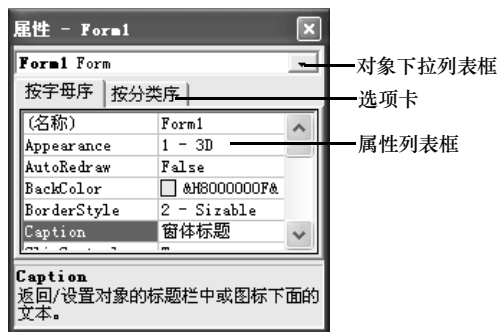 属性 - Form1
Form1 Form
对象下拉列表框
按字母序 按分类序
选项卡
(名称) Form1
Appearance 1 - 3D
属性列表框
AutoRedraw False
BackColor &H8000000F&
BorderStyle 2 - Sizable
Caption 窗体标题
Caption
返回/设置对象的标题栏中或图标下面的
文本。